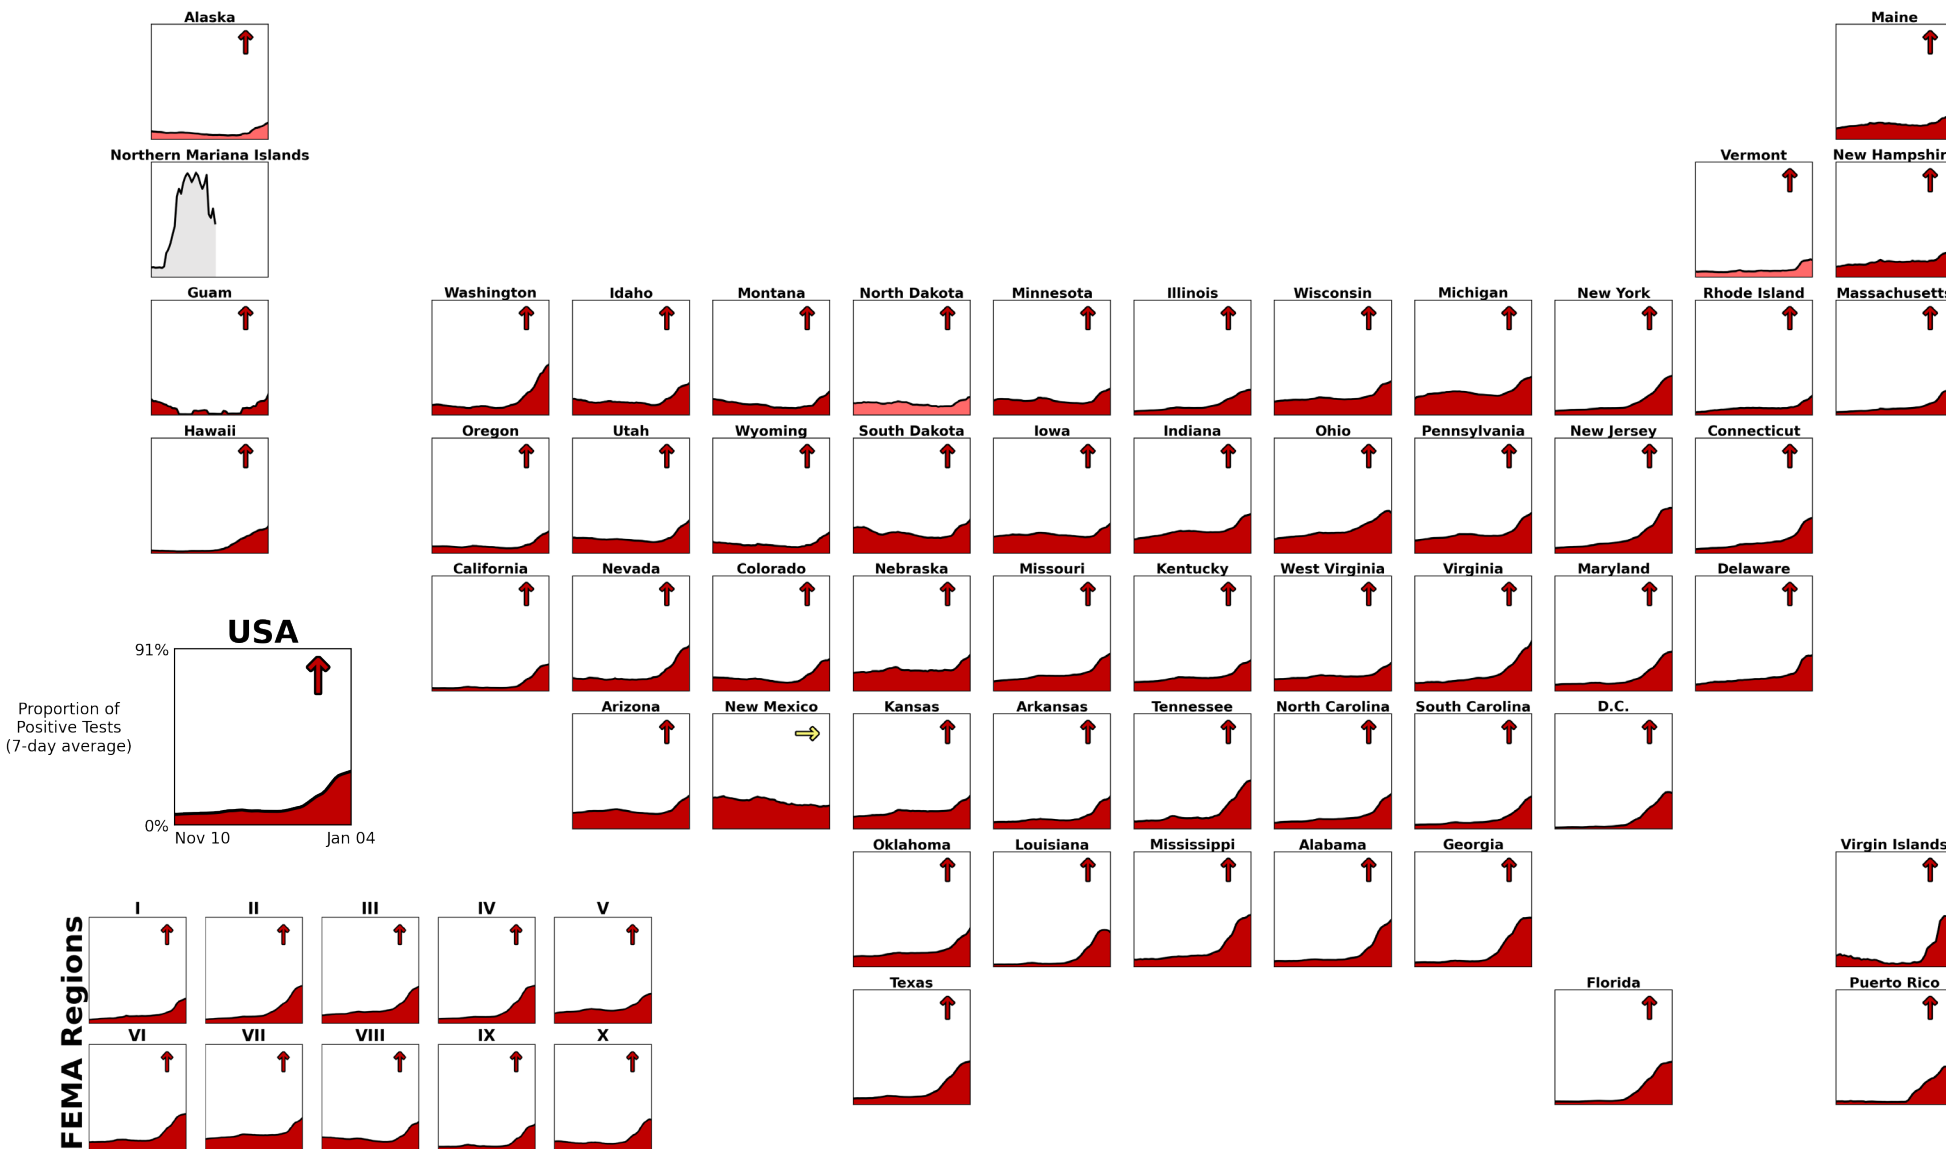 Alaska
Maine
Northern Mariana Islands
Vermont
New Hampshir
Guam
Washington
Idaho
Montana
North Dakota
Minnesota
Illinois
Wisconsin
Michigan
New York
Rhode Island
Massachusetts
Hawaii
Oregon
Utah
Wyoming
South Dakota
Iowa
Indiana
Ohio
Pennsylvania
New Jersey
Connecticut
California
Nevada
Colorado
Nebraska
Missouri
Kentucky
West Virginia
Virginia
Maryland
Delaware
USA
91%
Proportion of
Positive Tests
(7-day average)
0%
Nov 10
Jan 04
Arizona
New Mexico
Kansas
Arkansas
Tennessee
North Carolina
South Carolina
D.C.
Oklahoma
Louisiana
Mississippi
Alabama
Georgia
Virgin Islands
Texas
Florida
Puerto Rico
FEMA Regions
I
II
III
IV
V
VI
VII
VIII
IX
X